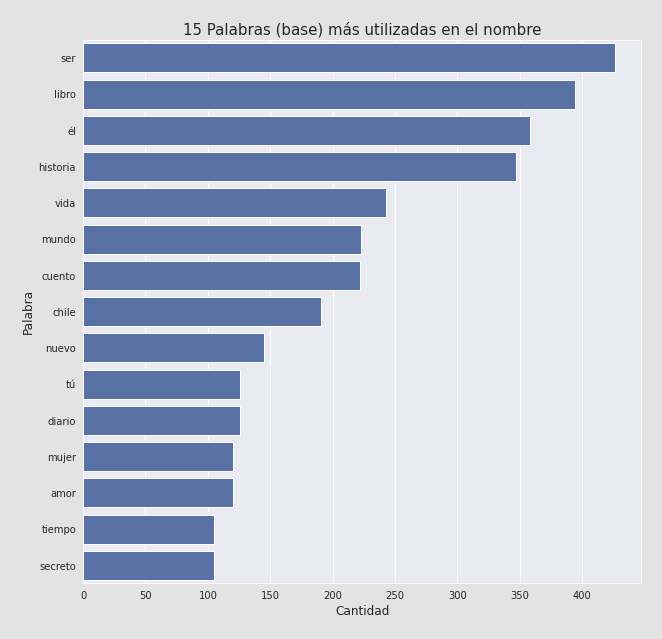 15 Palabras (base) más utilizadas en el nombre
ser
libro
él
historia
vida
mundo
cuento
chile
nuevo
tú
diario
mujer
amor
tiempo
secreto
Palabra
0 50 100 150 200 250 300 350 400
Cantidad